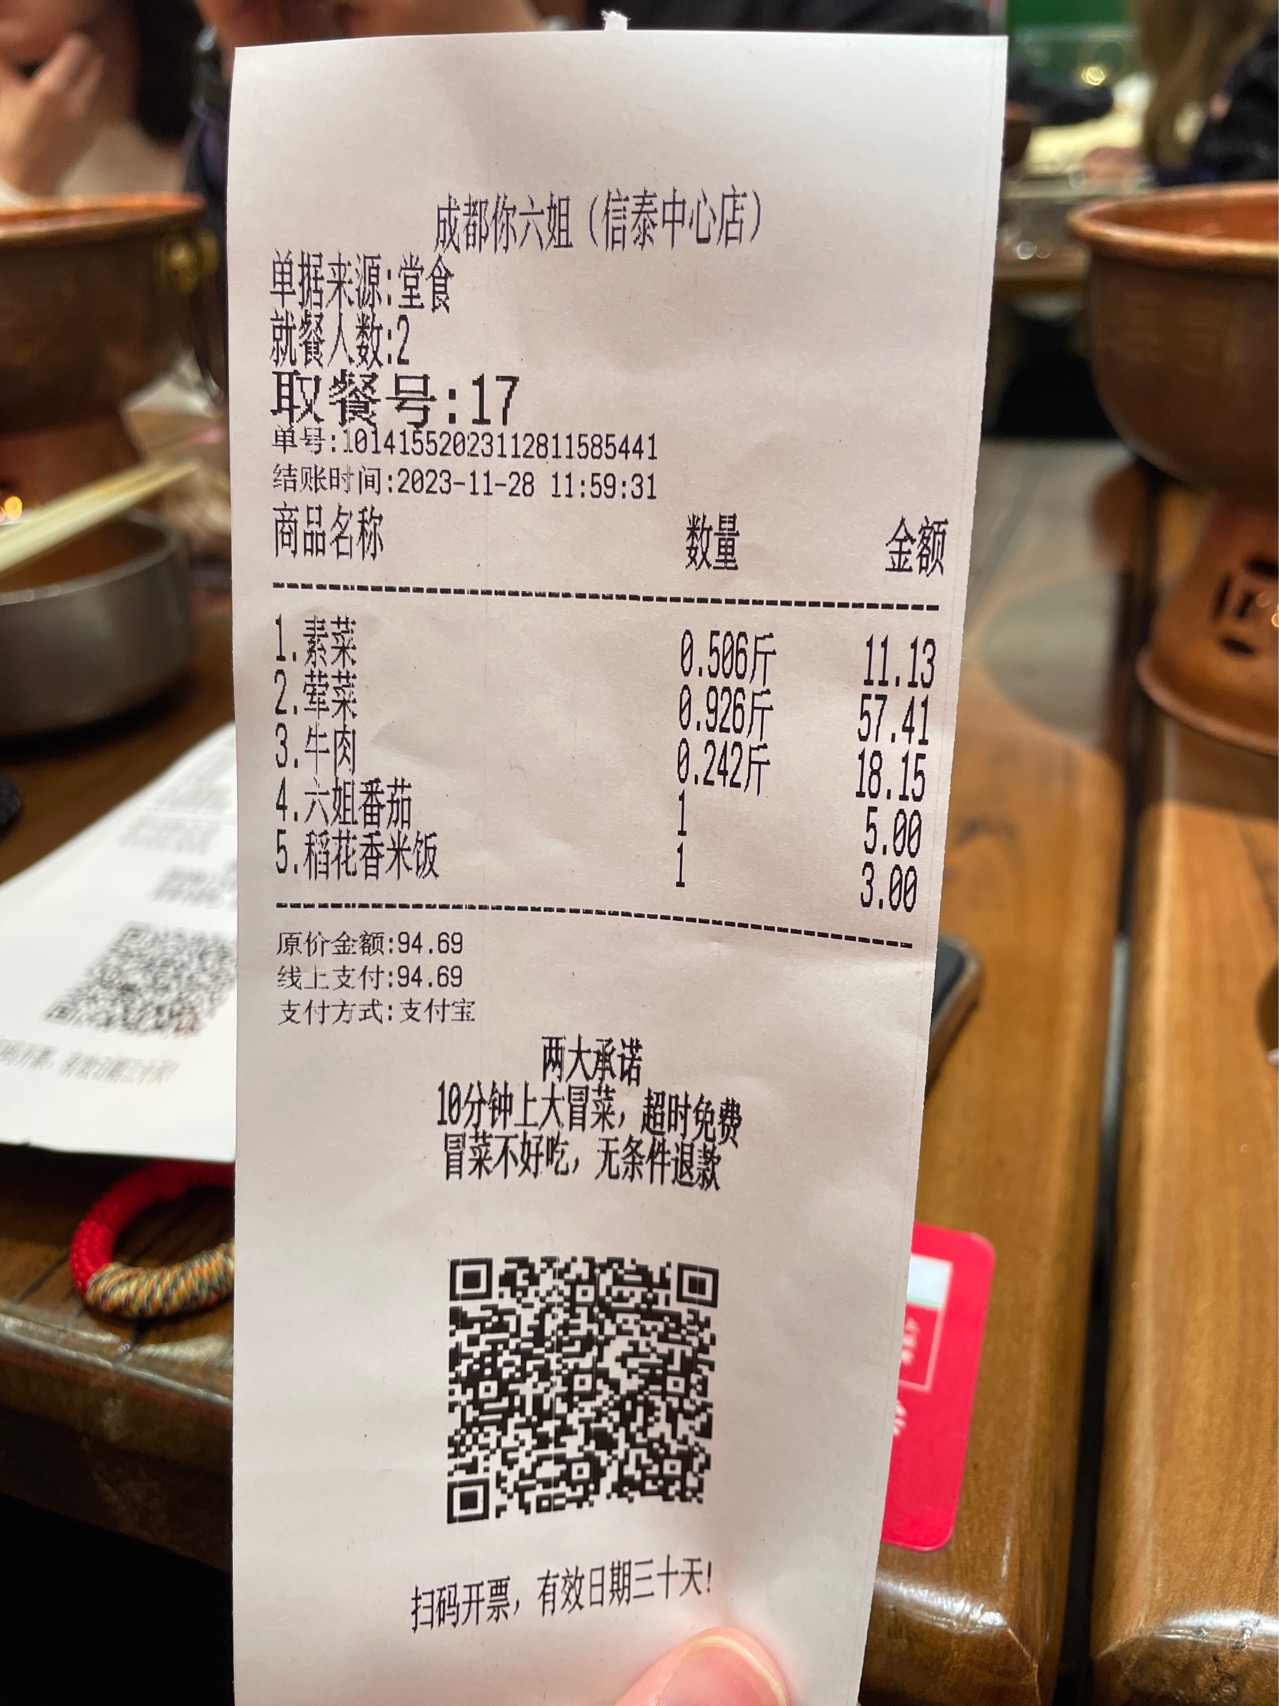 成都你六姐（信泰中心店）
单据来源:堂食
就餐人数:2
取餐号:17
单号:10141552023112811585441
结账时间:2023-11-28 11:59:31
商品名称 数量 金额
1.素菜 0.506斤 11.13
2.荤菜 0.926斤 57.41
3.牛肉 0.242斤 18.15
4.六姐番茄 1 5.00
5.稻花香米饭 1 3.00
原价金额:94.69
线上支付:94.69
支付方式:支付宝
两大承诺
10分钟上大冒菜，超时免费
冒菜不好吃，无条件退款
扫码开票，有效日期三十天!